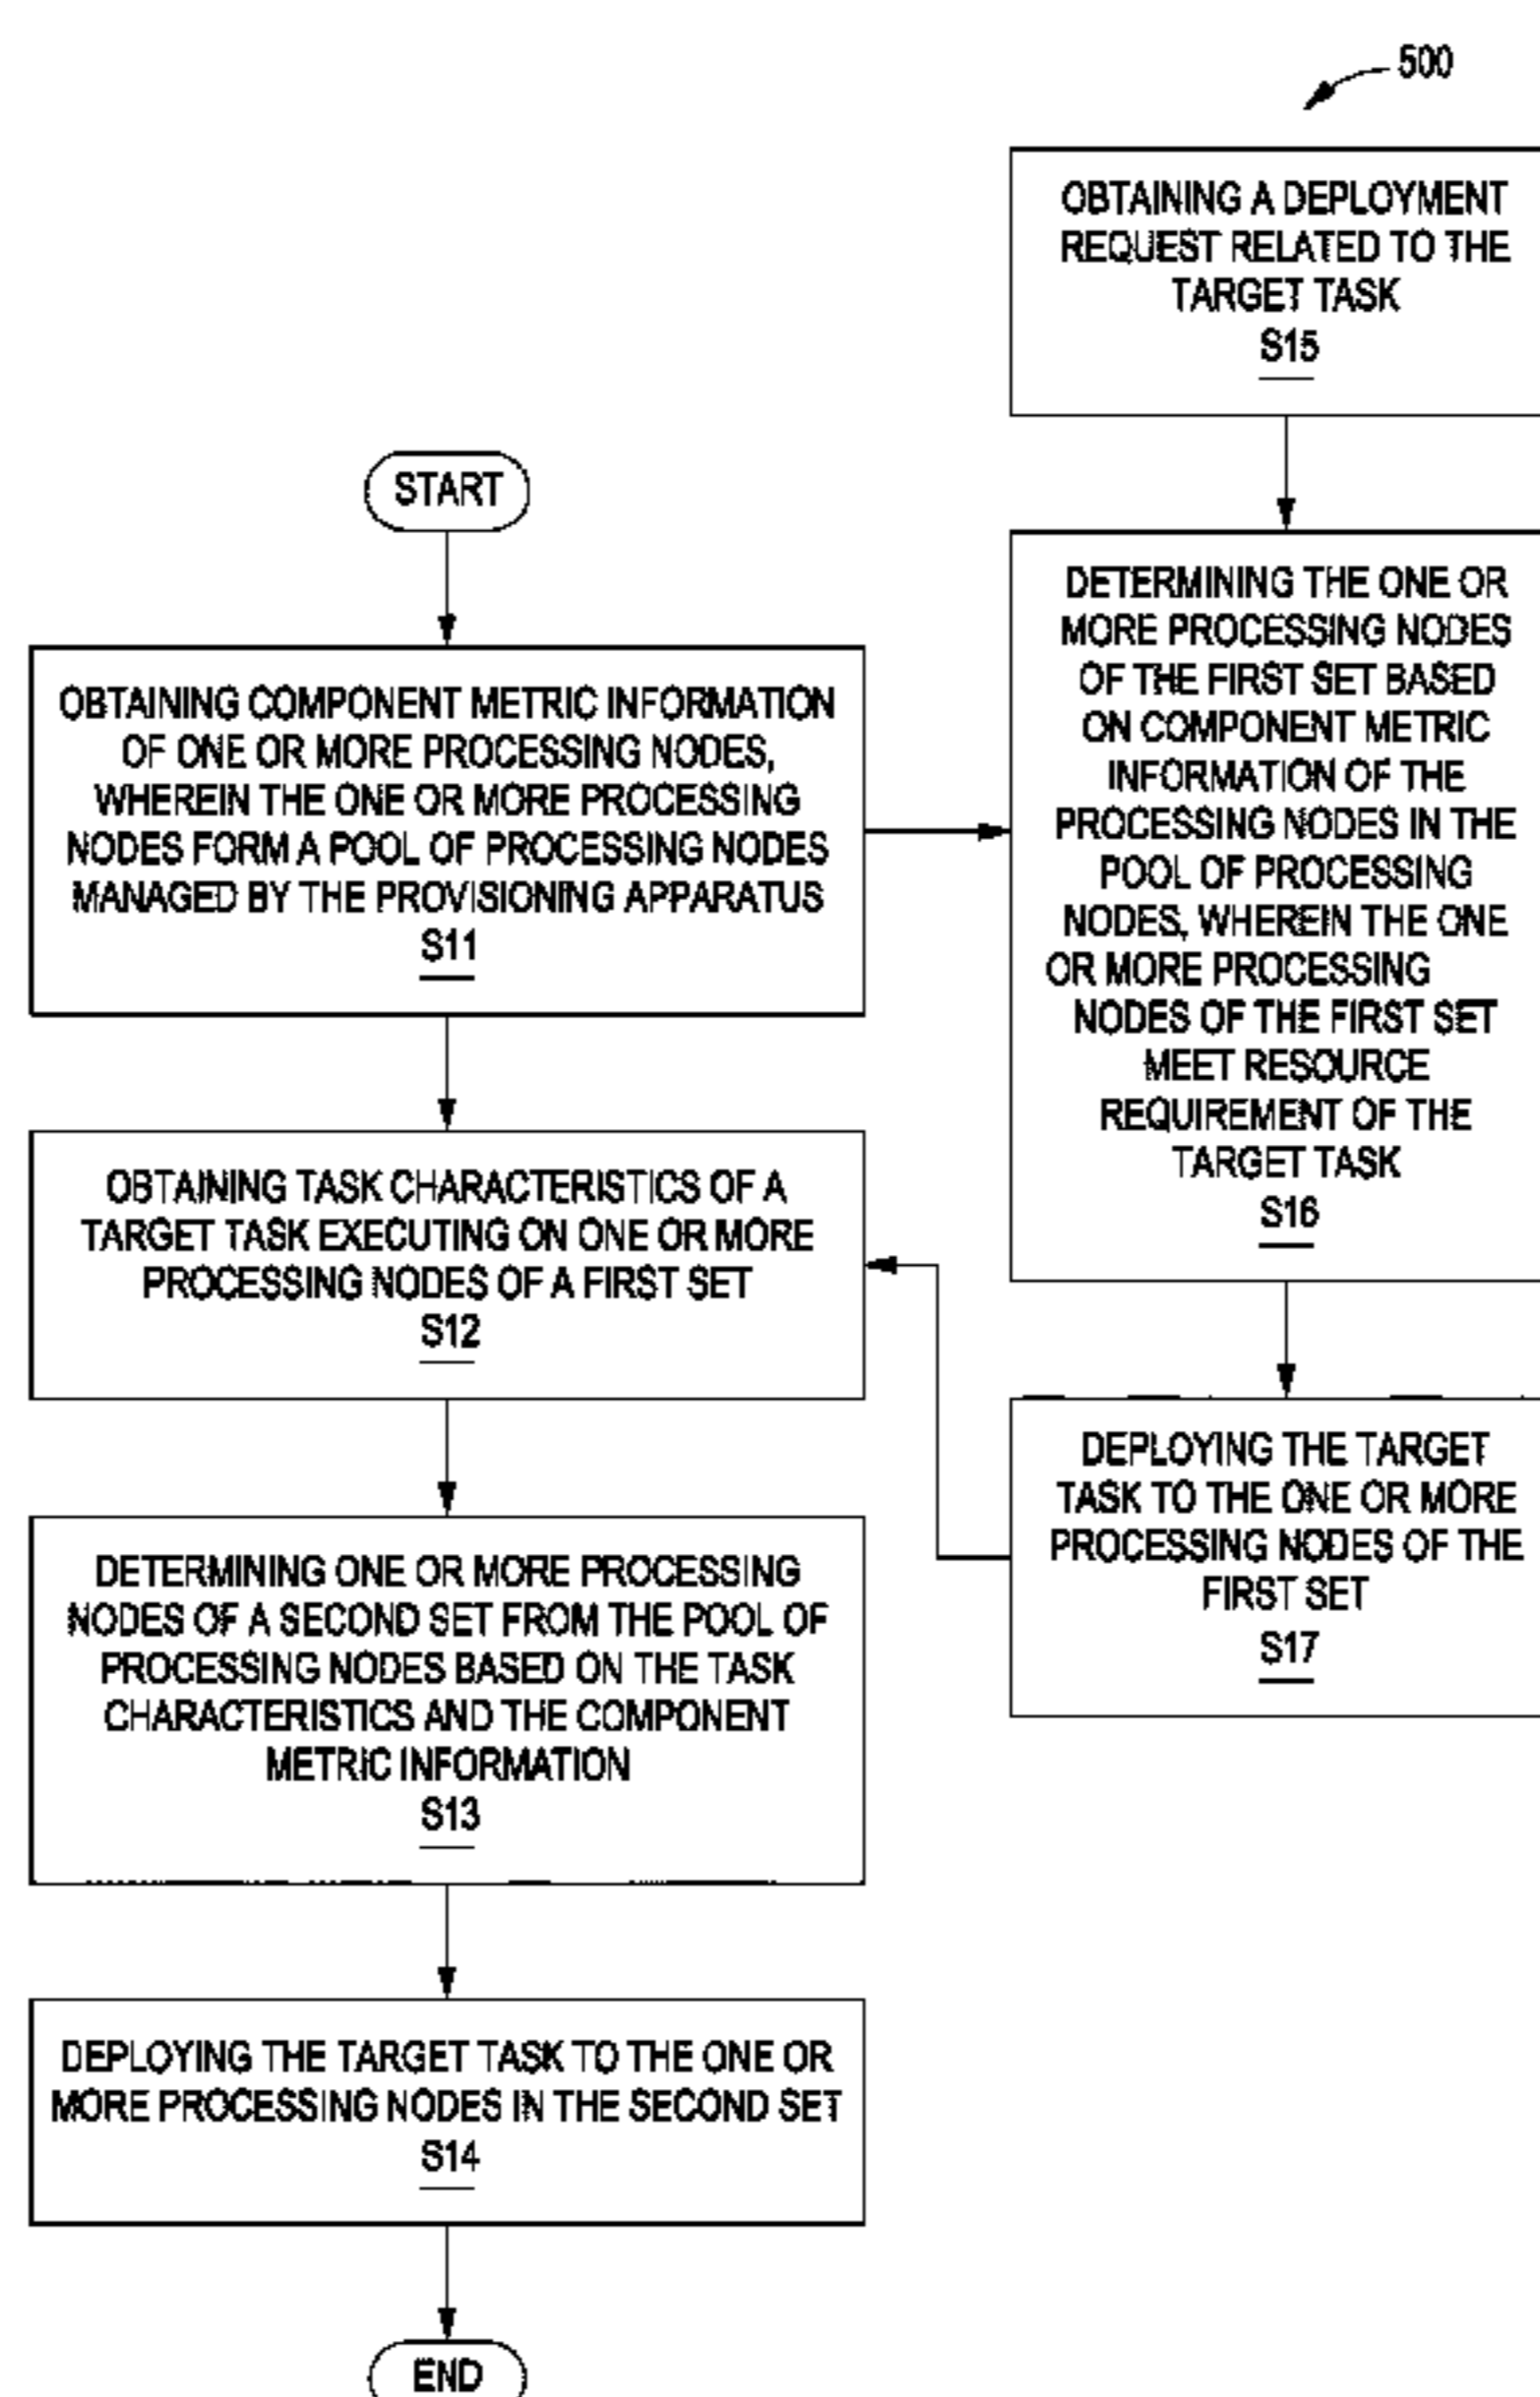 500
OBTAINING A DEPLOYMENT
REQUEST RELATED TO THE
TARGET TASK
S15
START
OBTAINING COMPONENT METRIC INFORMATION
OF ONE OR MORE PROCESSING NODES,
WHEREIN THE ONE OR MORE PROCESSING
NODES FORM A POOL OF PROCESSING NODES
MANAGED BY THE PROVISIONING APPARATUS
S11
DETERMINING THE ONE OR
MORE PROCESSING NODES
OF THE FIRST SET BASED
ON COMPONENT METRIC
INFORMATION OF THE
PROCESSING NODES IN THE
POOL OF PROCESSING
NODES, WHEREIN THE ONE
OR MORE PROCESSING
NODES OF THE FIRST SET
MEET RESOURCE
REQUIREMENT OF THE
TARGET TASK
S16
OBTAINING TASK CHARACTERISTICS OF A
TARGET TASK EXECUTING ON ONE OR MORE
PROCESSING NODES OF A FIRST SET
S12
DEPLOYING THE TARGET
TASK TO THE ONE OR MORE
PROCESSING NODES OF THE
FIRST SET
S17
DETERMINING ONE OR MORE PROCESSING
NODES OF A SECOND SET FROM THE POOL OF
PROCESSING NODES BASED ON THE TASK
CHARACTERISTICS AND THE COMPONENT
METRIC INFORMATION
S13
DEPLOYING THE TARGET TASK TO THE ONE OR
MORE PROCESSING NODES IN THE SECOND SET
S14
END